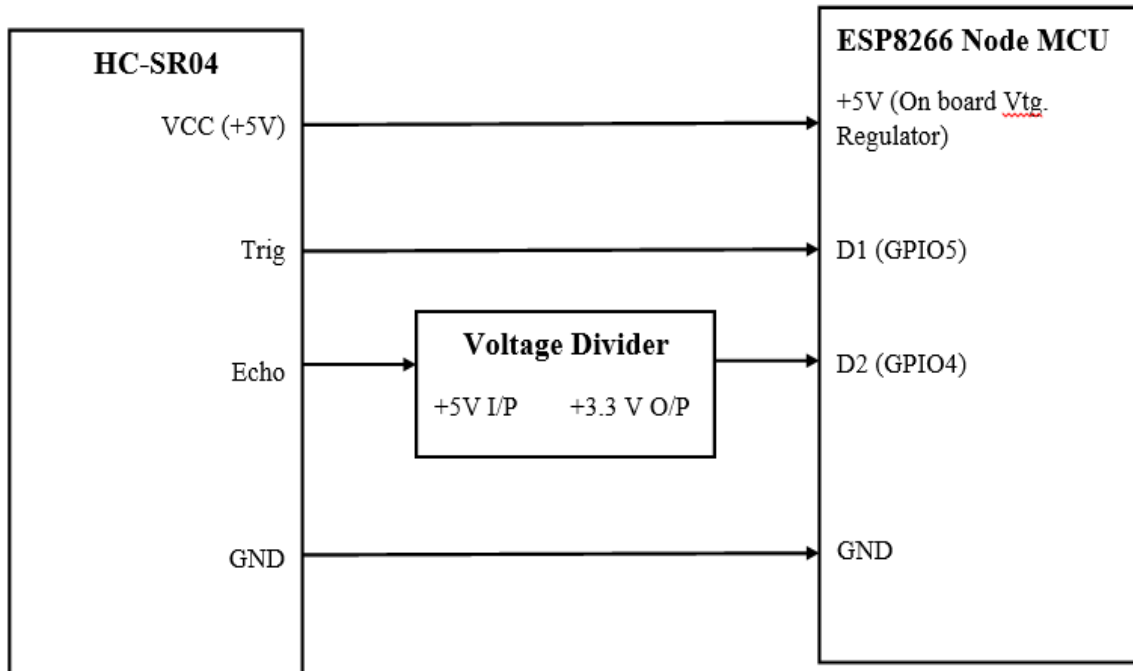 HC-SR04
VCC (+5V)
Trig
Echo
GND
Voltage Divider
+5V I/P +3.3 V O/P
ESP8266 Node MCU
+5V (On board Vtg.
Regulator)
D1 (GPIO5)
D2 (GPIO4)
GND